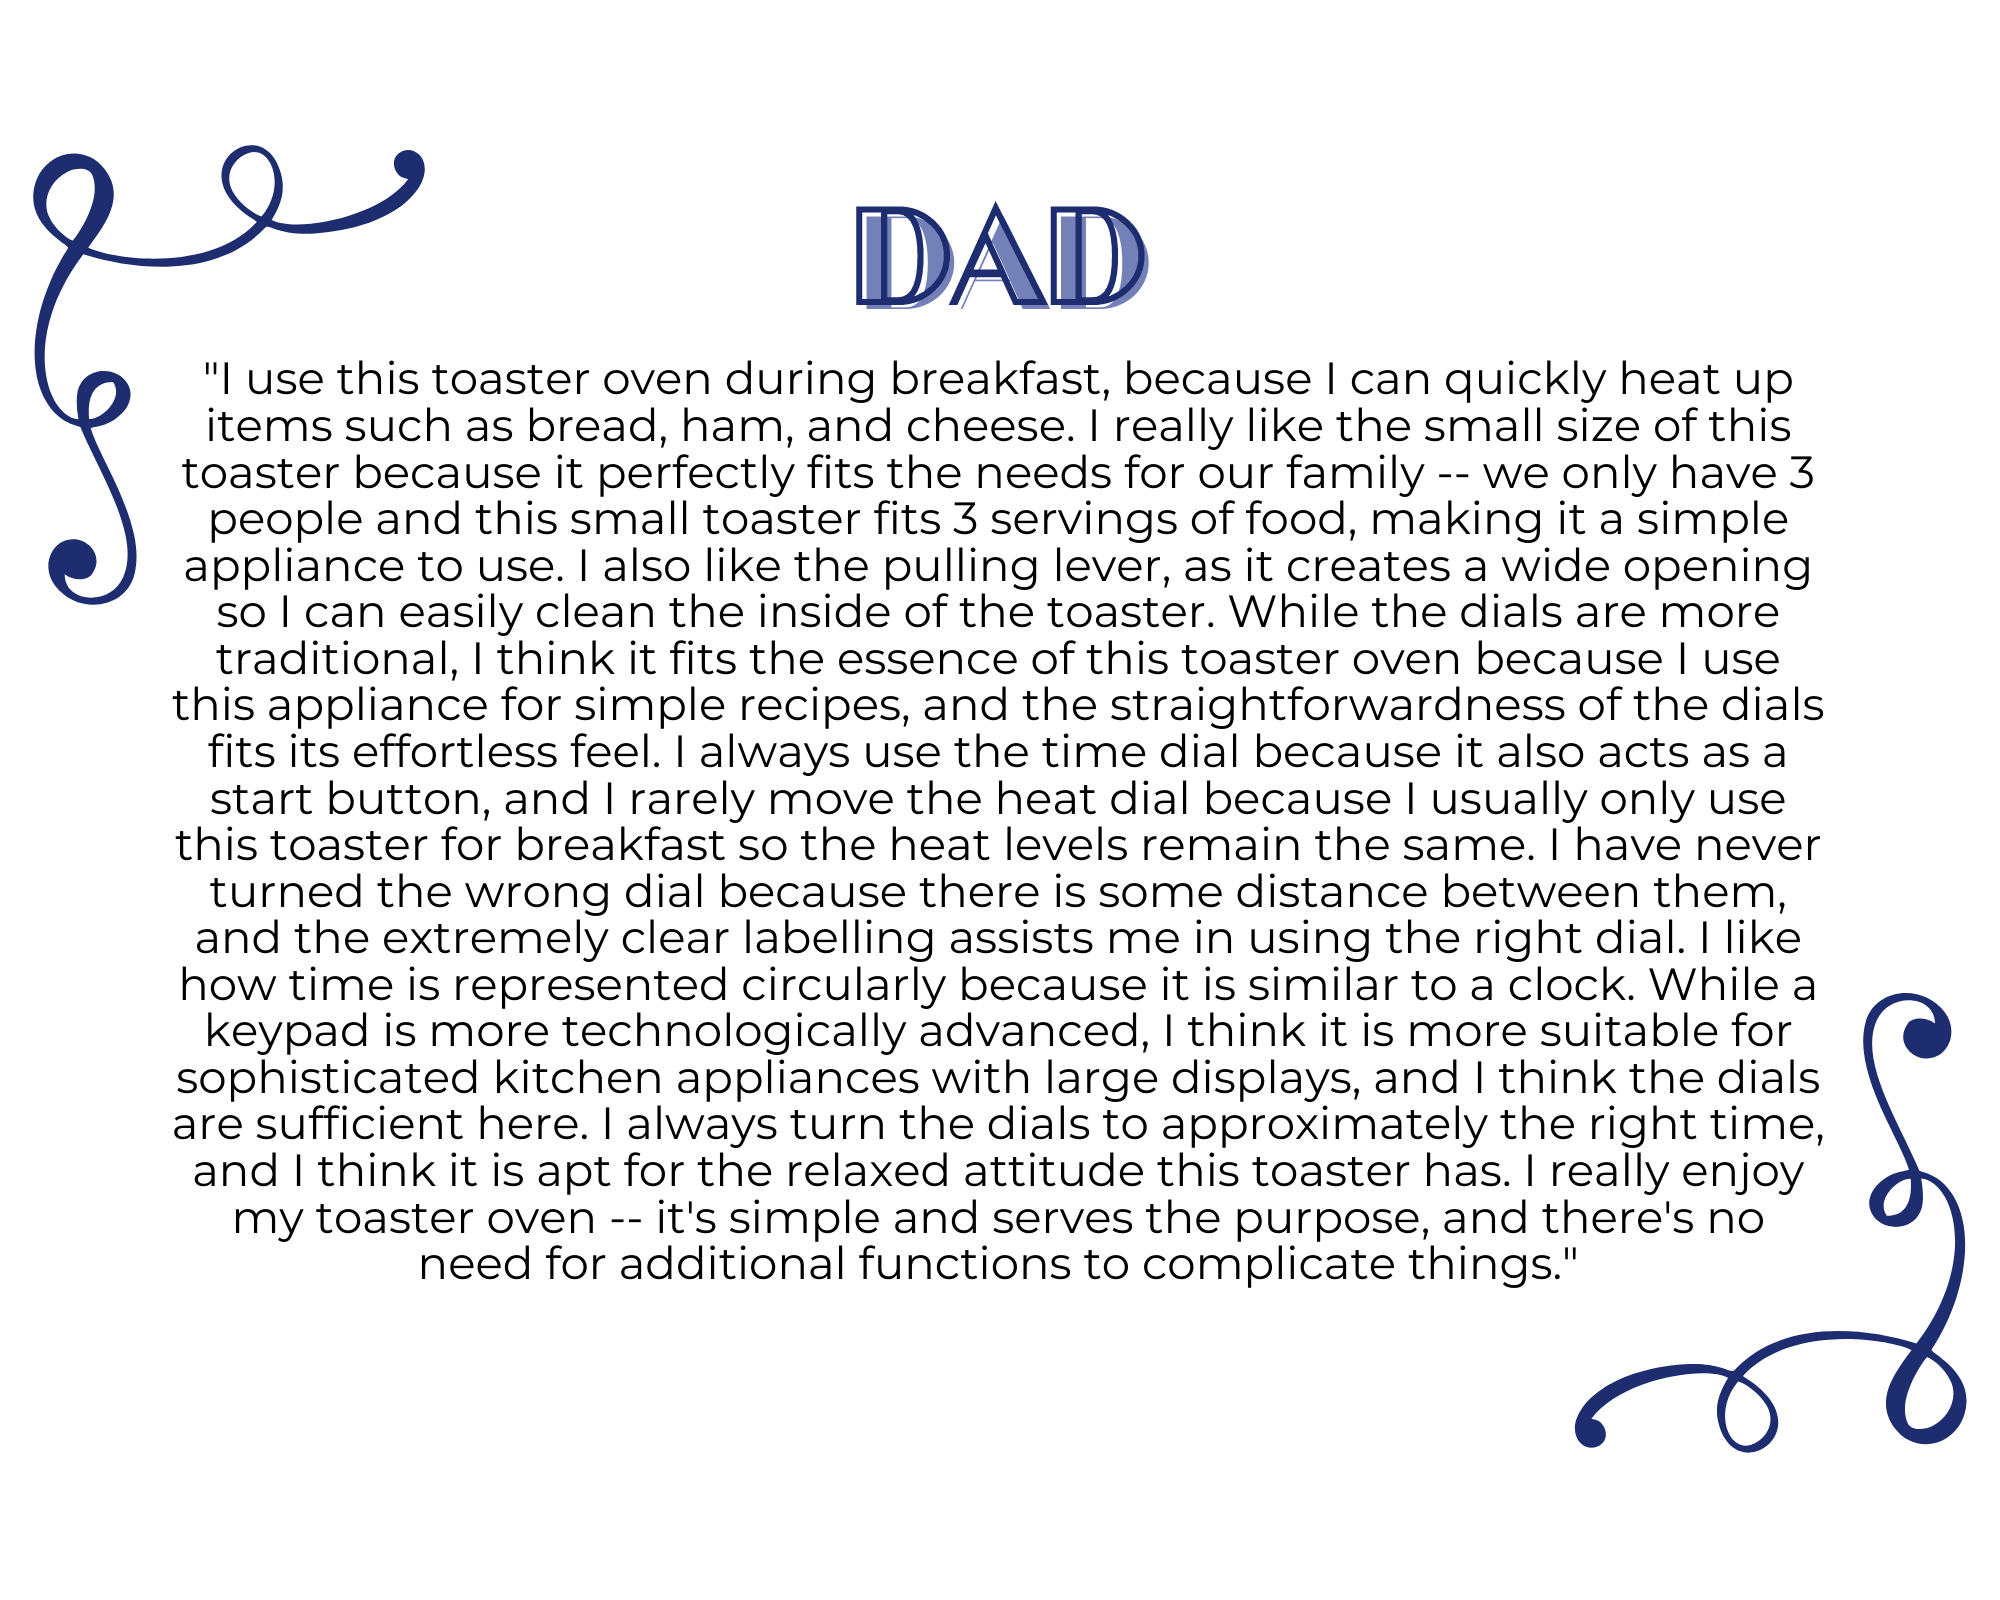 DAD
"I use this toaster oven during breakfast, because I can quickly heat up
items such as bread, ham, and cheese. I really like the small size of this
toaster because it perfectly fits the needs for our family -- we only have 3
people and this small toaster fits 3 servings of food, making it a simple
appliance to use. I also like the pulling lever, as it creates a wide opening
so I can easily clean the inside of the toaster. While the dials are more
traditional, I think it fits the essence of this toaster oven because I use
this appliance for simple recipes, and the straightforwardness of the dials
fits its effortless feel. I always use the time dial because it also acts as a
start button, and I rarely move the heat dial because I usually only use
this toaster for breakfast so the heat levels remain the same. I have never
turned the wrong dial because there is some distance between them,
and the extremely clear labelling assists me in using the right dial. I like
how time is represented circularly because it is similar to a clock. While a
keypad is more technologically advanced, I think it is more suitable for
sophisticated kitchen appliances with large displays, and I think the dials
are sufficient here. I always turn the dials to approximately the right time,
and I think it is apt for the relaxed attitude this toaster has. I really enjoy
my toaster oven -- it's simple and serves the purpose, and there's no
need for additional functions to complicate things."